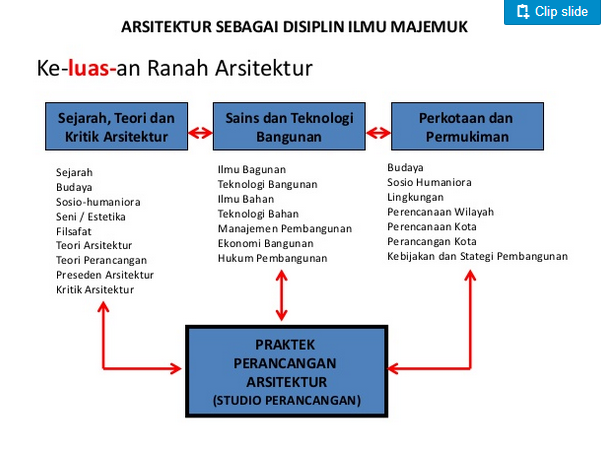 Clip slide
ARSITEKTUR SEBAGAI DISIPLIN ILMU MAJEMUK
Ke-luas-an Ranah Arsitektur
Sejarah, Teori dan
Kritik Arsitektur
Sains dan Teknologi
Bangunan
Perkotaan dan
Permukiman
Sejarah
Budaya
Sosio-humaniora
Seni / Estetika
Filsafat
Teori Arsitektur
Teori Perancangan
Preseden Arsitektur
Kritik Arsitektur
Ilmu Bagunan
Teknologi Bangunan
Ilmu Bahan
Teknologi Bahan
Manajemen Pembangunan
Ekonomi Bangunan
Hukum Pembangunan
Budaya
Sosio Humaniora
Lingkungan
Perencanaan Wilayah
Perencanaan Kota
Perancangan Kota
Kebijakan dan Stategi Pembangunan
PRAKTEK
PERANCANGAN
ARSITEKTUR
(STUDIO PERANCANGAN)